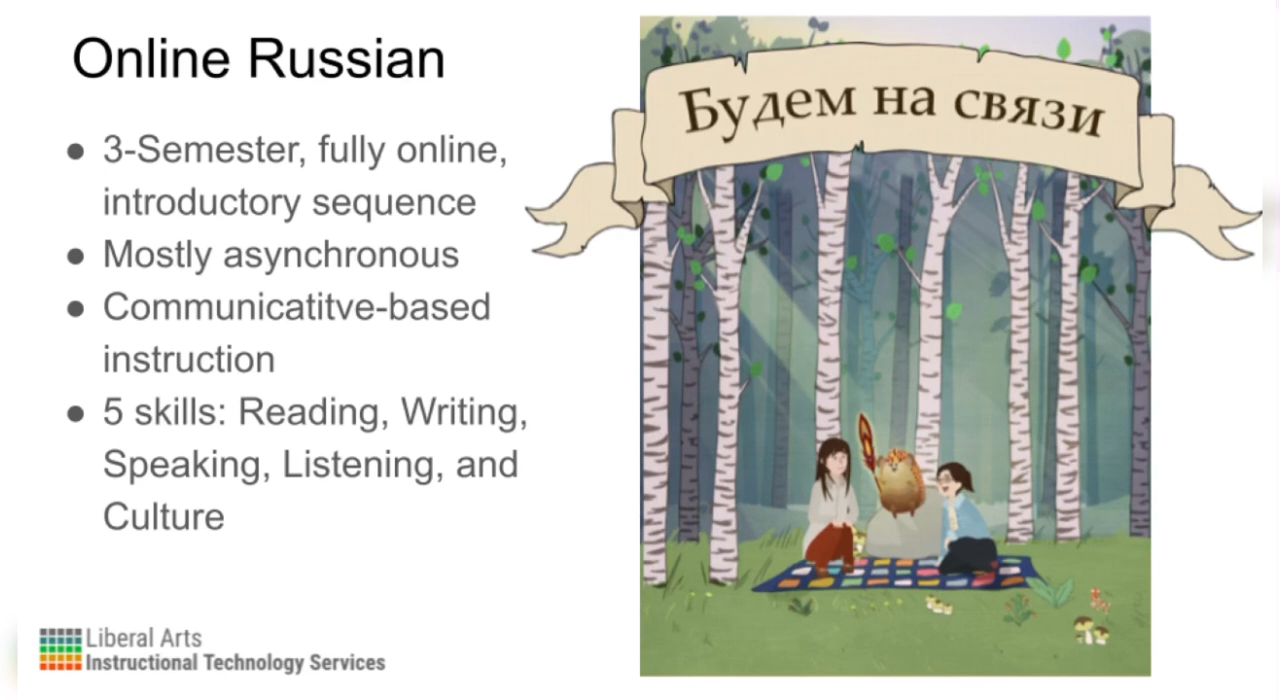 Online Russian
● 3-Semester, fully online,
introductory sequence
● Mostly asynchronous
● Communicatitve-based
instruction
● 5 skills: Reading, Writing,
Speaking, Listening, and
Culture
Будем на связи
Liberal Arts
Instructional Technology Services